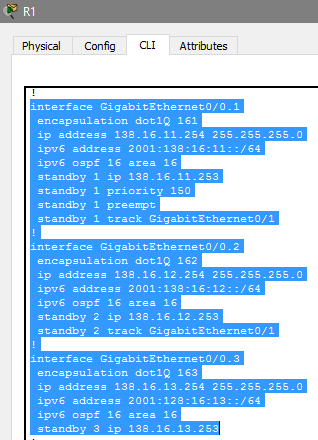 R1
Physical Config CLI Attributes
!
interface GigabitEthernet0/0.1
encapsulation dot1Q 161
ip address 138.16.11.254 255.255.255.0
ipv6 address 2001:138:16:11::/64
ipv6 ospf 16 area 16
standby 1 ip 138.16.11.253
standby 1 priority 150
standby 1 preempt
standby 1 track GigabitEthernet0/1
!
interface GigabitEthernet0/0.2
encapsulation dot1Q 162
ip address 138.16.12.254 255.255.255.0
ipv6 address 2001:138:16:12::/64
ipv6 ospf 16 area 16
standby 2 ip 138.16.12.253
standby 2 track GigabitEthernet0/1
!
interface GigabitEthernet0/0.3
encapsulation dot1Q 163
ip address 138.16.13.254 255.255.255.0
ipv6 address 2001:128:16:13::/64
ipv6 ospf 16 area 16
standby 3 ip 138.16.13.253